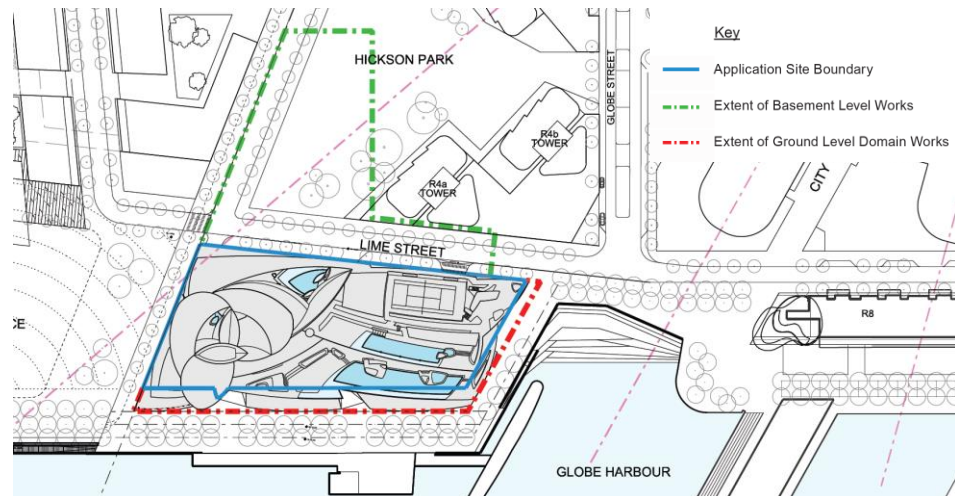 Key
Application Site Boundary
Extent of Basement Level Works
Extent of Ground Level Domain Works
HICKSON PARK
GLOBE STREET
R4b
TOWER
R4a
TOWER
CITY
LIME STREET
CE
R8
GLOBE HARBOUR